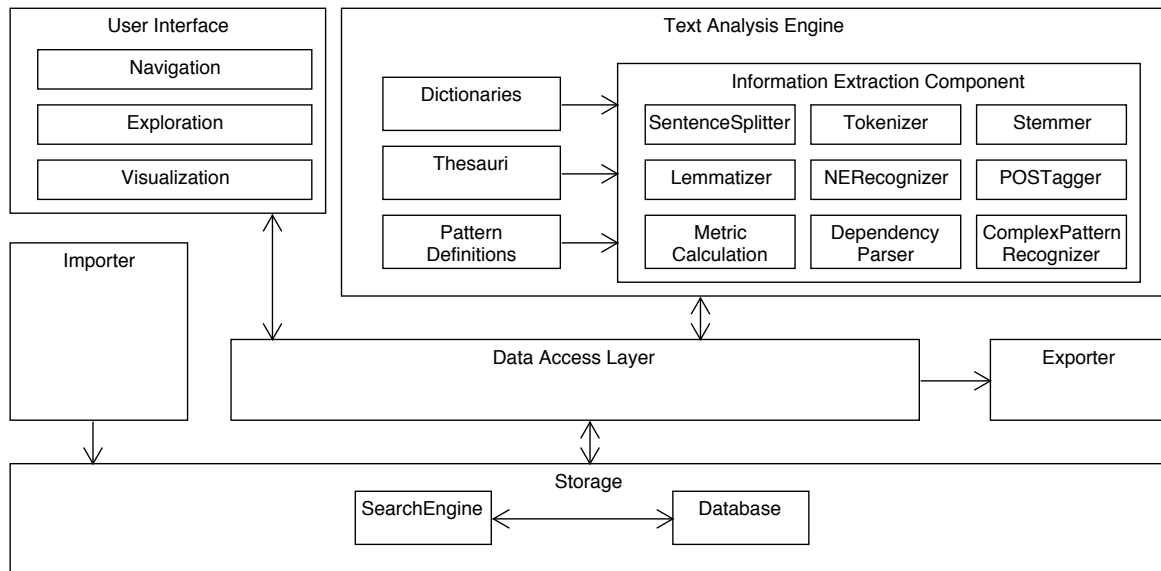 User Interface
Navigation
Exploration
Visualization
Text Analysis Engine
Dictionaries
Thesauri
Pattern
Definitions
Information Extraction Component
SentenceSplitter
Tokenizer
Stemmer
Lemmatizer
NERecognizer
POSTagger
Metric
Calculation
Dependency
Parser
ComplexPattern
Recognizer
Importer
Data Access Layer
Exporter
Storage
SearchEngine
Database